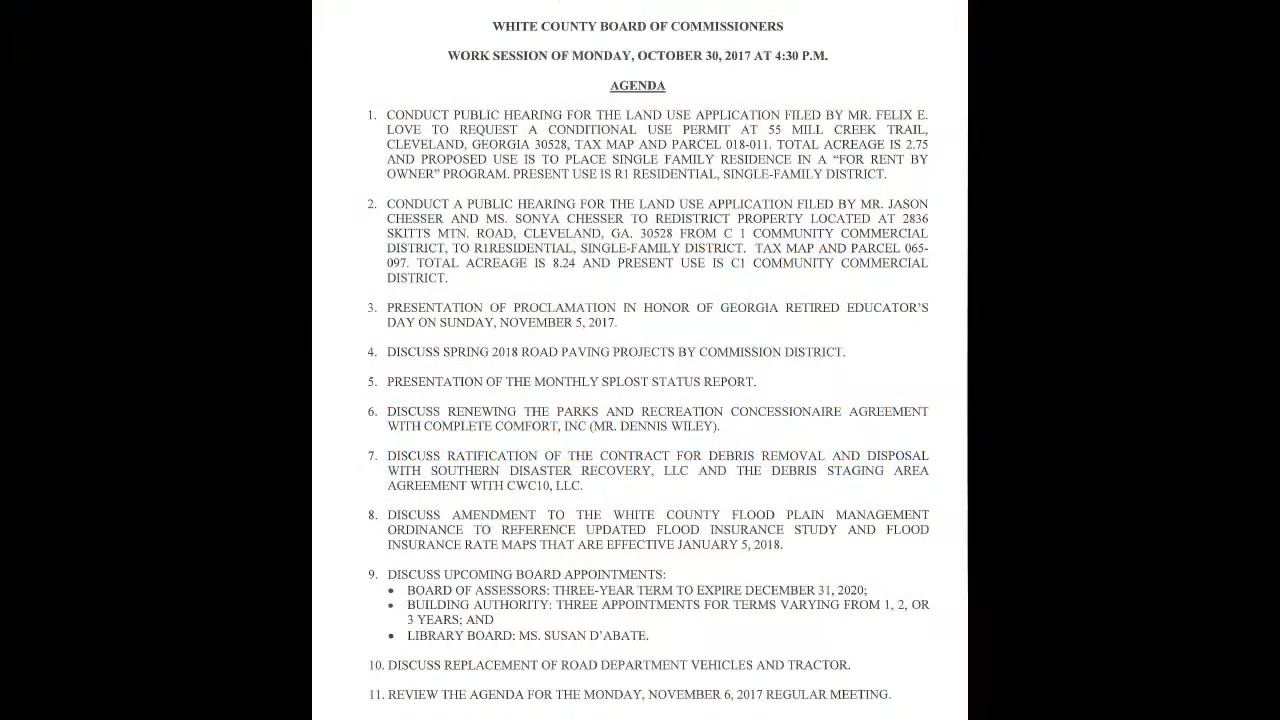 WHITE COUNTY BOARD OF COMMISSIONERS
WORK SESSION OF MONDAY, OCTOBER 30, 2017 AT 4:30 P.M.
AGENDA
1. CONDUCT PUBLIC HEARING FOR THE LAND USE APPLICATION FILED BY MR. FELIX E.
LOVE TO REQUEST A CONDITIONAL USE PERMIT AT 55 MILL CREEK TRAIL,
CLEVELAND, GEORGIA 30528, TAX MAP AND PARCEL 018-011. TOTAL ACREAGE IS 2.75
AND PROPOSED USE IS TO PLACE SINGLE FAMILY RESIDENCE IN A “FOR RENT BY
OWNER” PROGRAM. PRESENT USE IS R1 RESIDENTIAL, SINGLE-FAMILY DISTRICT.
2. CONDUCT A PUBLIC HEARING FOR THE LAND USE APPLICATION FILED BY MR. JASON
CHESSER AND MS. SONYA CHESSER TO REDISTRICT PROPERTY LOCATED AT 2836
SKITTS MTN. ROAD, CLEVELAND, GA. 30528 FROM C 1 COMMUNITY COMMERCIAL
DISTRICT, TO R1RESIDENTIAL, SINGLE-FAMILY DISTRICT. TAX MAP AND PARCEL 065-
097. TOTAL ACREAGE IS 8.24 AND PRESENT USE IS C1 COMMUNITY COMMERCIAL
DISTRICT.
3. PRESENTATION OF PROCLAMATION IN HONOR OF GEORGIA RETIRED EDUCATOR’S
DAY ON SUNDAY, NOVEMBER 5, 2017.
4. DISCUSS SPRING 2018 ROAD PAVING PROJECTS BY COMMISSION DISTRICT.
5. PRESENTATION OF THE MONTHLY SPLOST STATUS REPORT.
6. DISCUSS RENEWING THE PARKS AND RECREATION CONCESSIONAIRE AGREEMENT
WITH COMPLETE COMFORT, INC (MR. DENNIS WILEY).
7. DISCUSS RATIFICATION OF THE CONTRACT FOR DEBRIS REMOVAL AND DISPOSAL
WITH SOUTHERN DISASTER RECOVERY, LLC AND THE DEBRIS STAGING AREA
AGREEMENT WITH CWC10, LLC.
8. DISCUSS AMENDMENT TO THE WHITE COUNTY FLOOD PLAIN MANAGEMENT
ORDINANCE TO REFERENCE UPDATED FLOOD INSURANCE STUDY AND FLOOD
INSURANCE RATE MAPS THAT ARE EFFECTIVE JANUARY 5, 2018.
9. DISCUSS UPCOMING BOARD APPOINTMENTS:
• BOARD OF ASSESSORS: THREE-YEAR TERM TO EXPIRE DECEMBER 31, 2020;
• BUILDING AUTHORITY: THREE APPOINTMENTS FOR TERMS VARYING FROM 1, 2, OR
3 YEARS; AND
• LIBRARY BOARD: MS. SUSAN D’ABATE.
10. DISCUSS REPLACEMENT OF ROAD DEPARTMENT VEHICLES AND TRACTOR.
11. REVIEW THE AGENDA FOR THE MONDAY, NOVEMBER 6, 2017 REGULAR MEETING.